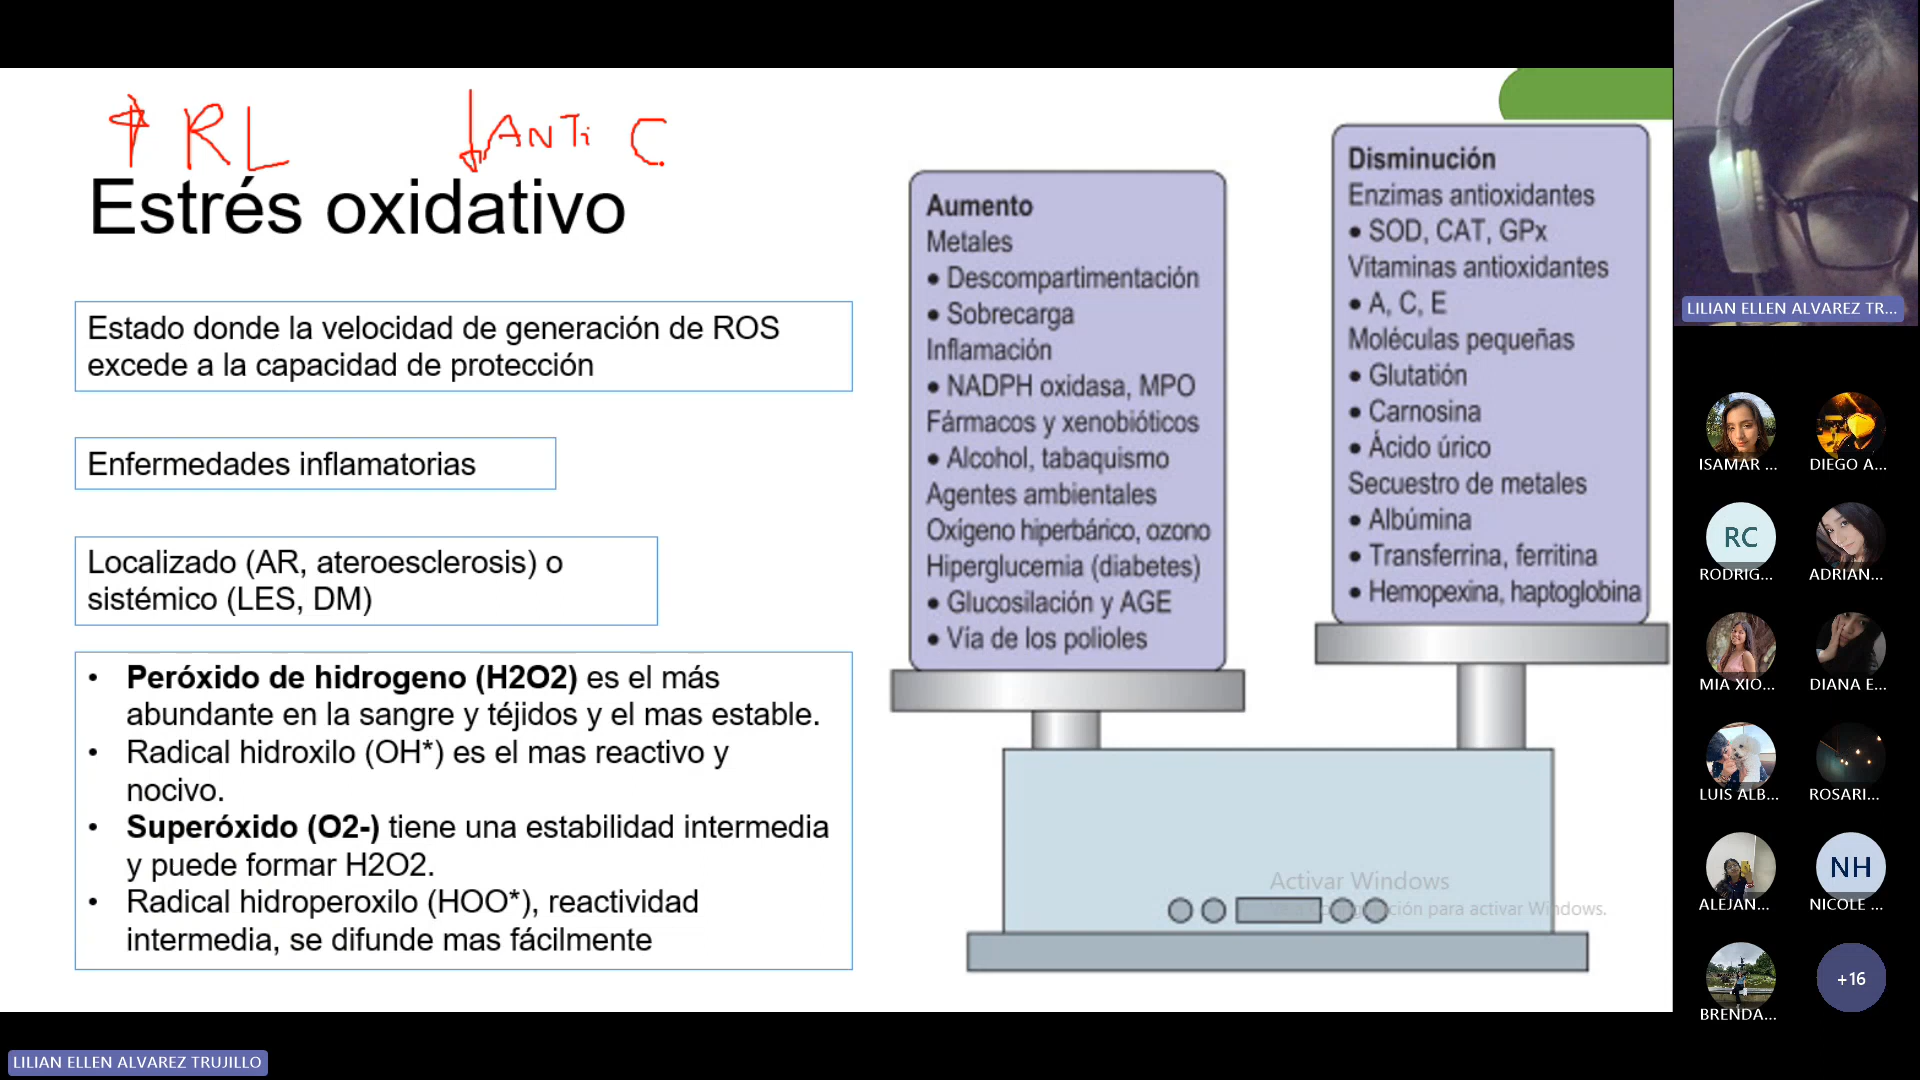 ↑ RL ↓ ANTi C
Estrés oxidativo
Estado donde la velocidad de generación de ROS
excede a la capacidad de protección
Enfermedades inflamatorias
Localizado (AR, ateroesclerosis) o
sistémico (LES, DM)
• Peróxido de hidrogeno (H2O2) es el más
abundante en la sangre y téjidos y el mas estable.
• Radical hidroxilo (OH*) es el mas reactivo y
nocivo.
• Superóxido (O2-) tiene una estabilidad intermedia
y puede formar H2O2.
• Radical hidroperoxilo (HOO*), reactividad
intermedia, se difunde mas fácilmente
Aumento
Metales
• Descompartimentación
• Sobrecarga
Inflamación
• NADPH oxidasa, MPO
Fármacos y xenobióticos
• Alcohol, tabaquismo
Agentes ambientales
Oxígeno hiperbárico, ozono
Hiperglucemia (diabetes)
• Glucosilación y AGE
• Vía de los polioles
Disminución
Enzimas antioxidantes
• SOD, CAT, GPx
Vitaminas antioxidantes
• A, C, E
Moléculas pequeñas
• Glutatión
• Carnosina
• Ácido úrico
Secuestro de metales
• Albúmina
• Transferrina, ferritina
• Hemopexina, haptoglobina
Activar Windows
para activar Windows.
LILIAN ELLEN ALVAREZ TR...
ISAMAR ...
DIEGO A...
RC
RODRIG...
ADRIAN...
MIA XIO...
DIANA E...
LUIS ALB...
ROSARI...
ALEJAN...
NH
NICOLE ...
BRENDA...
+16
LILIAN ELLEN ALVAREZ TRUJILLO